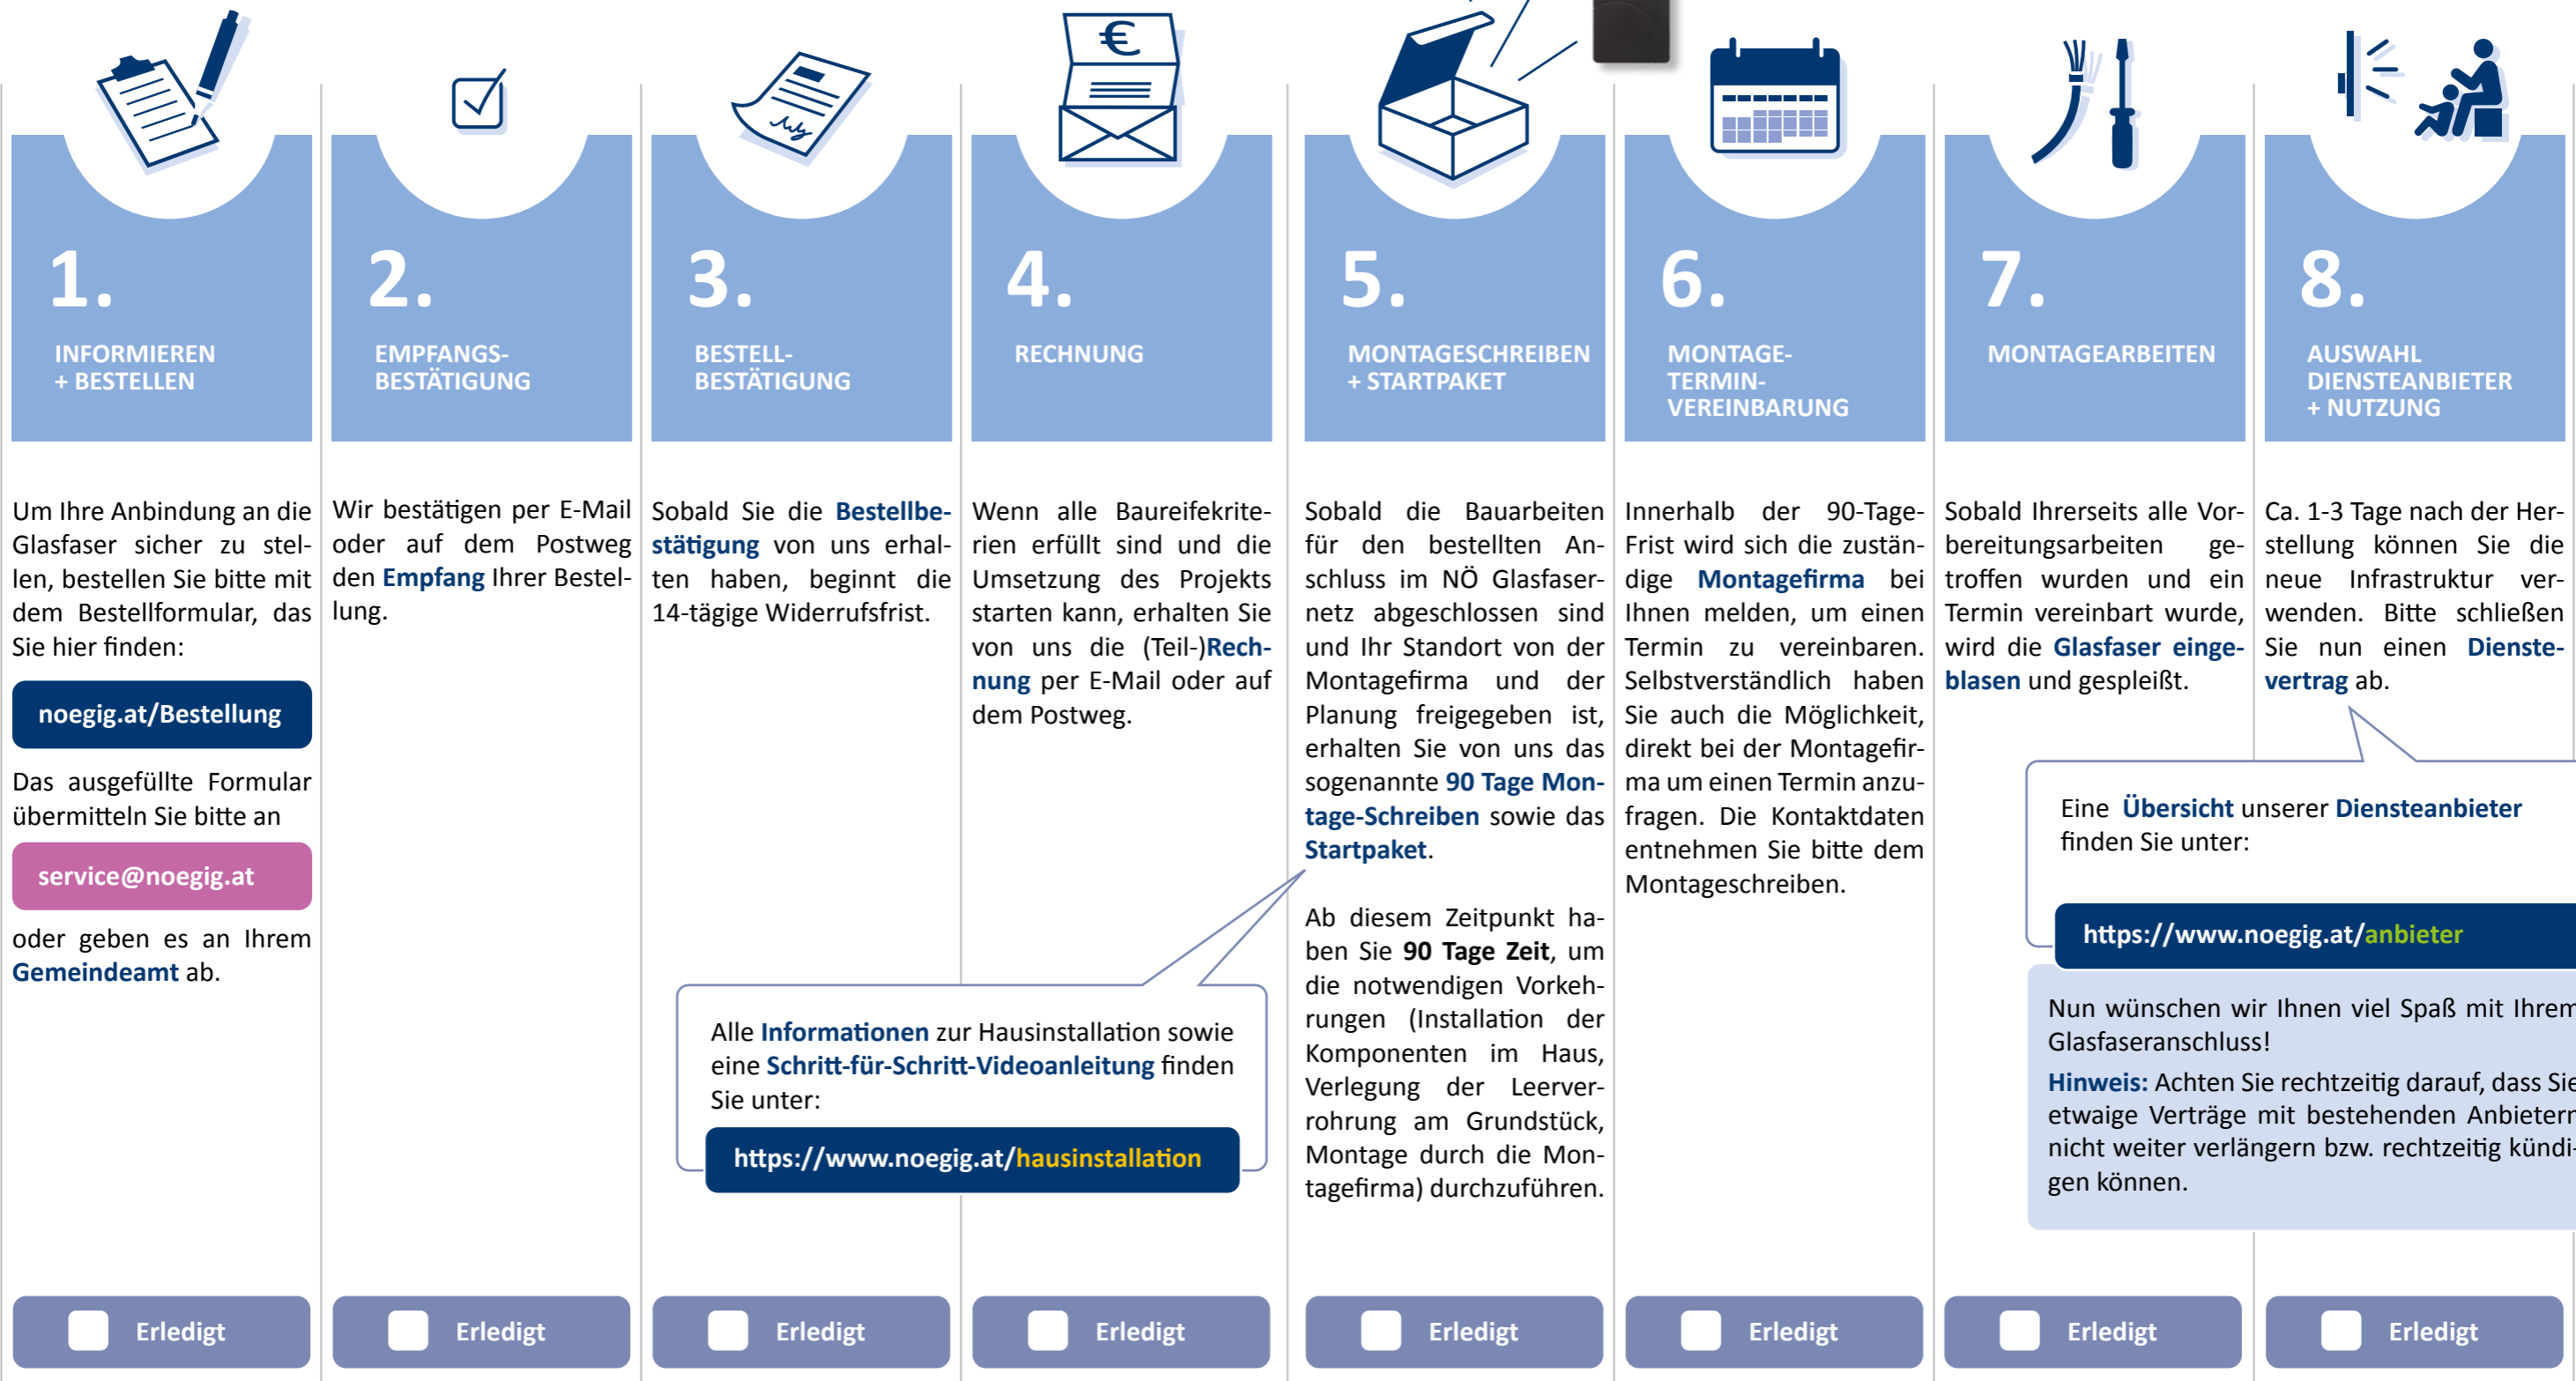 1.
INFORMIEREN
+ BESTELLEN
Um Ihre Anbindung an die
Glasfaser sicher zu stel-
len, bestellen Sie bitte mit
dem Bestellformular, das
Sie hier finden:
noegig.at/Bestellung
Das ausgefüllte Formular
übermitteln Sie bitte an
service@noegig.at
oder geben es an Ihrem
Gemeindeamt ab.
Erledigt
2.
EMPFANGS-
BESTÄTIGUNG
Wir bestätigen per E-Mail
oder auf dem Postweg
den Empfang Ihrer Bestel-
lung.
Erledigt
3.
BESTELL-
BESTÄTIGUNG
Sobald Sie die Bestellbe-
stätigung von uns erhal-
ten haben, beginnt die
14-tägige Widerrufsfrist.
Erledigt
€
4.
RECHNUNG
Wenn alle Baureifekrite-
rien erfüllt sind und die
Umsetzung des Projekts
starten kann, erhalten Sie
von uns die (Teil-)Rech-
nung per E-Mail oder auf
dem Postweg.
Alle Informationen zur Hausinstallation sowie
eine Schritt-für-Schritt-Videoanleitung finden
Sie unter:
https://www.noegig.at/hausinstallation
Erledigt
5.
MONTAGESCHREIBEN
+ STARTPAKET
Sobald die Bauarbeiten
für den bestellten An-
schluss im NÖ Glasfaser-
netz abgeschlossen sind
und Ihr Standort von der
Montagefirma und der
Planung freigegeben ist,
erhalten Sie von uns das
sogenannte 90 Tage Mon-
tage-Schreiben sowie das
Startpaket.
Ab diesem Zeitpunkt ha-
ben Sie 90 Tage Zeit, um
die notwendigen Vorkeh-
rungen (Installation der
Komponenten im Haus,
Verlegung der Leerver-
rohrung am Grundstück,
Montage durch die Mon-
tagefirma) durchzuführen.
Erledigt
6.
MONTAGE-
TERMIN-
VEREINBARUNG
Innerhalb der 90-Tage-
Frist wird sich die zustän-
dige Montagefirma bei
Ihnen melden, um einen
Termin zu vereinbaren.
Selbstverständlich haben
Sie auch die Möglichkeit,
direkt bei der Montagefir-
ma um einen Termin anzu-
fragen. Die Kontaktdaten
entnehmen Sie bitte dem
Montageschreiben.
Erledigt
7.
MONTAGEARBEITEN
Sobald Ihrerseits alle Vor-
bereitungsarbeiten ge-
troffen wurden und ein
Termin vereinbart wurde,
wird die Glasfaser einge-
blasen und gespleißt.
Erledigt
8.
AUSWAHL
DIENSTEANBIETER
+ NUTZUNG
Ca. 1-3 Tage nach der Her-
stellung können Sie die
neue Infrastruktur ver-
wenden. Bitte schließen
Sie nun einen Dienste-
vertrag ab.
Eine Übersicht unserer Diensteanbieter
finden Sie unter:
https://www.noegig.at/anbieter
Nun wünschen wir Ihnen viel Spaß mit Ihrem
Glasfaseranschluss!
Hinweis: Achten Sie rechtzeitig darauf, dass Sie
etwaige Verträge mit bestehenden Anbietern
nicht weiter verlängern bzw. rechtzeitig kündi-
gen können.
Erledigt